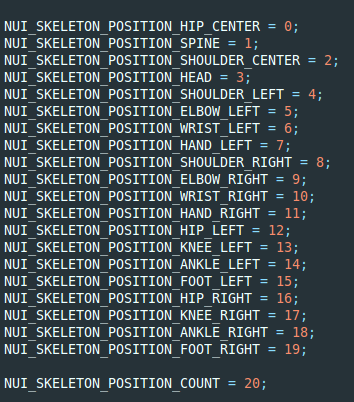 NUI_SKELETON_POSITION_HIP_CENTER = 0;
NUI_SKELETON_POSITION_SPINE = 1;
NUI_SKELETON_POSITION_SHOULDER_CENTER = 2;
NUI_SKELETON_POSITION_HEAD = 3;
NUI_SKELETON_POSITION_SHOULDER_LEFT = 4;
NUI_SKELETON_POSITION_ELBOW_LEFT = 5;
NUI_SKELETON_POSITION_WRIST_LEFT = 6;
NUI_SKELETON_POSITION_HAND_LEFT = 7;
NUI_SKELETON_POSITION_SHOULDER_RIGHT = 8;
NUI_SKELETON_POSITION_ELBOW_RIGHT = 9;
NUI_SKELETON_POSITION_WRIST_RIGHT = 10;
NUI_SKELETON_POSITION_HAND_RIGHT = 11;
NUI_SKELETON_POSITION_HIP_LEFT = 12;
NUI_SKELETON_POSITION_KNEE_LEFT = 13;
NUI_SKELETON_POSITION_ANKLE_LEFT = 14;
NUI_SKELETON_POSITION_FOOT_LEFT = 15;
NUI_SKELETON_POSITION_HIP_RIGHT = 16;
NUI_SKELETON_POSITION_KNEE_RIGHT = 17;
NUI_SKELETON_POSITION_ANKLE_RIGHT = 18;
NUI_SKELETON_POSITION_FOOT_RIGHT = 19;
NUI_SKELETON_POSITION_COUNT = 20;